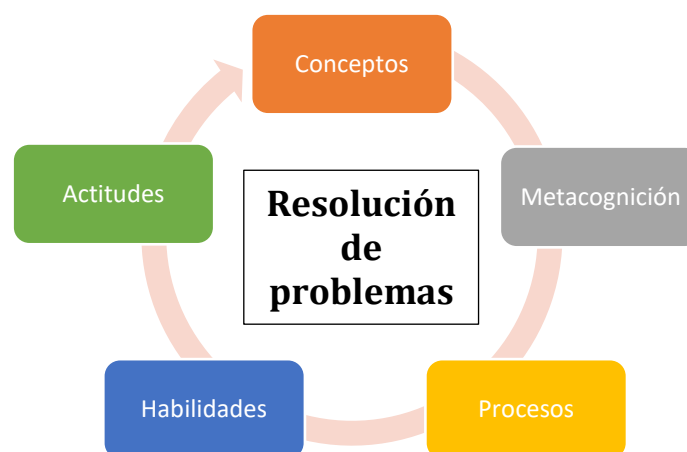 Conceptos
Metacognición
Procesos
Habilidades
Actitudes
Resolución
de
problemas